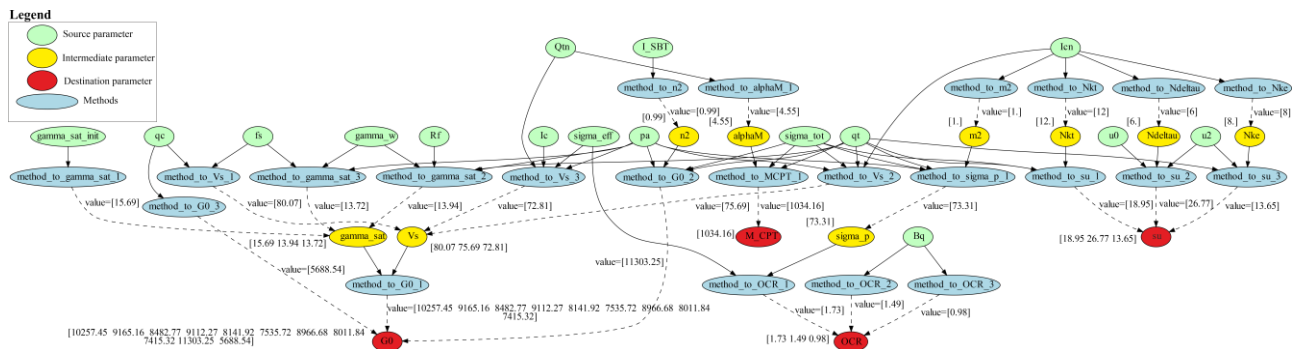 Legend
Source parameter
Intermediate parameter
Destination parameter
Methods
Qtn
I_SBT
Icn
method_to_n2
method_to_alphaM_1
method_to_m2
method_to_Nkt
method_to_Ndeltau
method_to_Nke
value=[0.99]
value=[4.55]
value=[1.]
value=[12]
value=[6]
value=[8]
[0.99]
[4.55]
[1.]
[12.]
[6.]
[8.]
gamma_sat_init
qc
fs
gamma_w
Rf
Ic
sigma_eff
pa
n2
alphaM
sigma_tot
qt
m2
Nkt
u0
Ndeltau
u2
Nke
method_to_gamma_sat_1
method_to_Vs_1
method_to_gamma_sat_3
method_to_gamma_sat_2
method_to_Vs_3
method_to_G0_2
method_to_MCPT_1
method_to_Vs_2
method_to_sigma_p_1
method_to_su_1
method_to_su_2
method_to_su_3
method_to_G0_3
value=[15.69]
value=[80.07]
value=[13.72]
value=[13.94]
value=[72.81]
value=[75.69]
value=[1034.16]
value=[73.31]
value=[18.95]
value=[26.77]
value=[13.65]
[15.69 13.94 13.72]
gamma_sat
Vs
[80.07 75.69 72.81]
[1034.16]
M_CPT
[73.31]
sigma_p
Bq
[18.95 26.77 13.65]
su
value=[5688.54]
value=[11303.25]
method_to_G0_1
method_to_OCR_1
method_to_OCR_2
method_to_OCR_3
value=[10257.45 9165.16 8482.77 9112.27 8141.92 7535.72 8966.68 8011.84
7415.32]
value=[1.73]
value=[1.49]
value=[0.98]
[10257.45 9165.16 8482.77 9112.27 8141.92 7535.72 8966.68 8011.84
7415.32 11303.25 5688.54]
G0
[1.73 1.49 0.98]
OCR